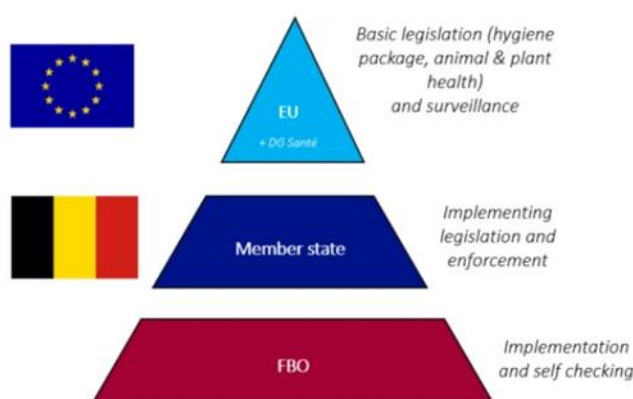 Basic legislation (hygiene
package, animal & plant
health)
and surveillance
EU
+ DG Santé
Implementing
legislation and
enforcement
Member state
Implementation
and self checking
FBO